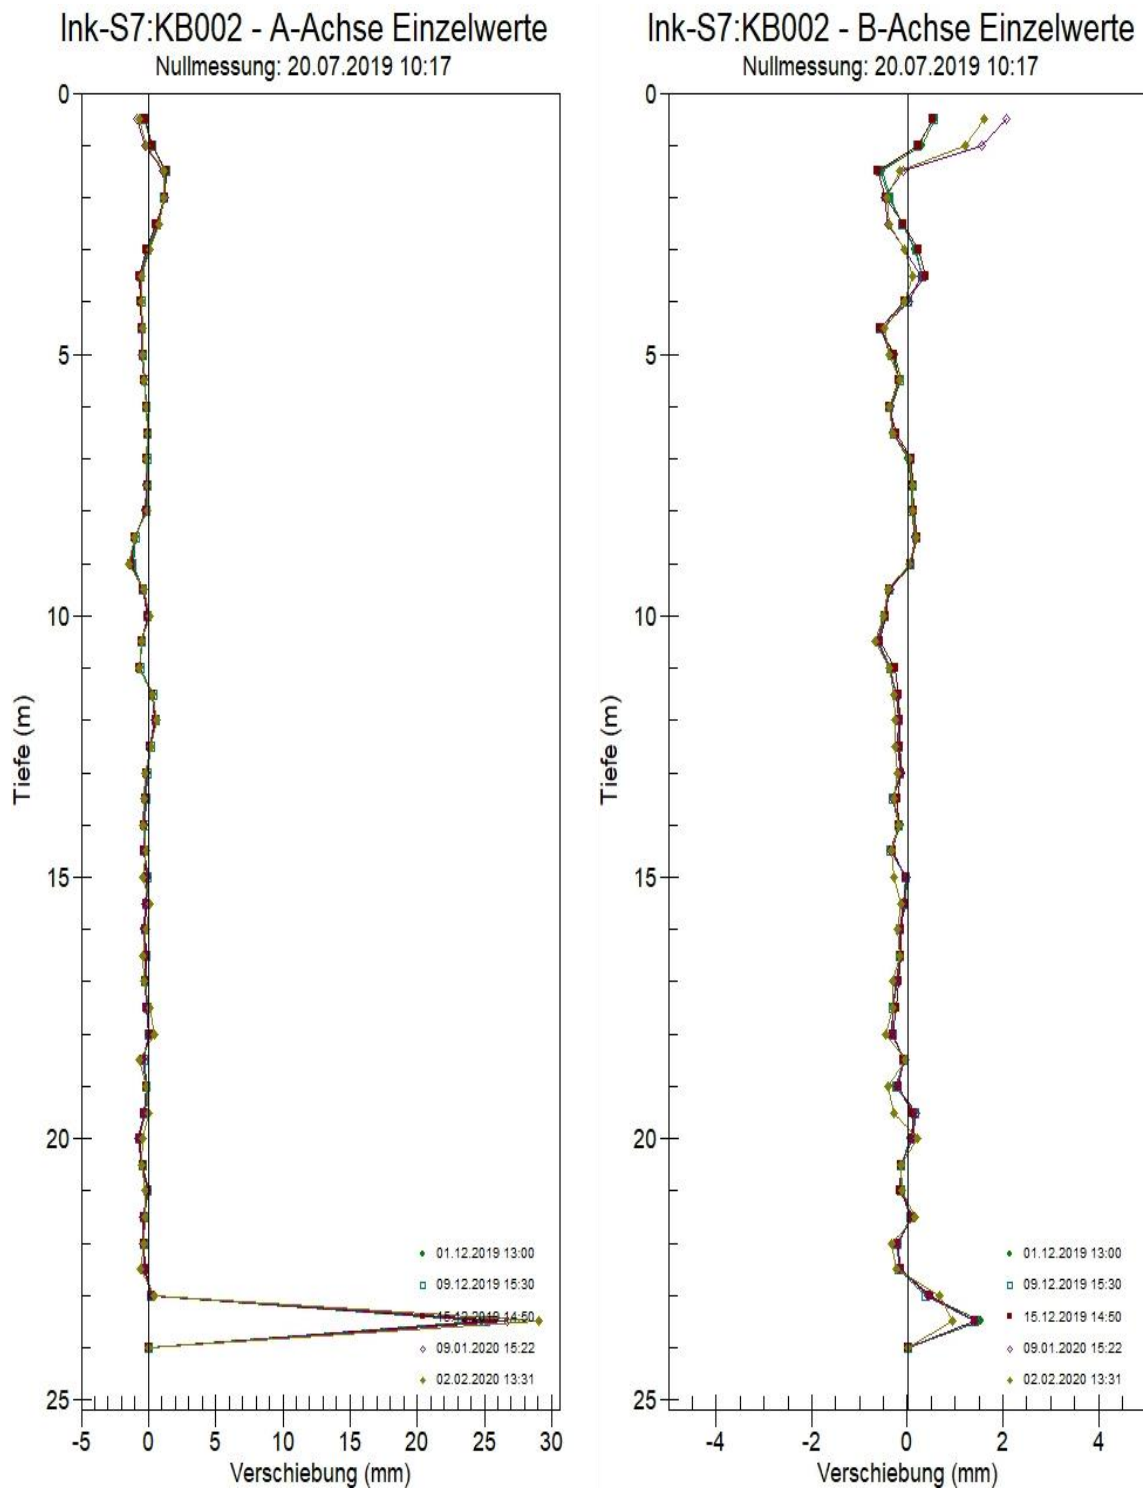 Ink-S7:KB002 - A-Achse Einzelwerte
Nullmessung: 20.07.2019 10:17
0
5
10
15
20
25
Tiefe (m)
01.12.2019 13:00
09.12.2019 15:30
15.12.2019 14:50
09.01.2020 15:22
02.02.2020 13:31
-5 0 5 10 15 20 25 30
Verschiebung (mm)
Ink-S7:KB002 - B-Achse Einzelwerte
Nullmessung: 20.07.2019 10:17
0
5
10
15
20
25
Tiefe (m)
01.12.2019 13:00
09.12.2019 15:30
15.12.2019 14:50
09.01.2020 15:22
02.02.2020 13:31
-4 -2 0 2 4
Verschiebung (mm)